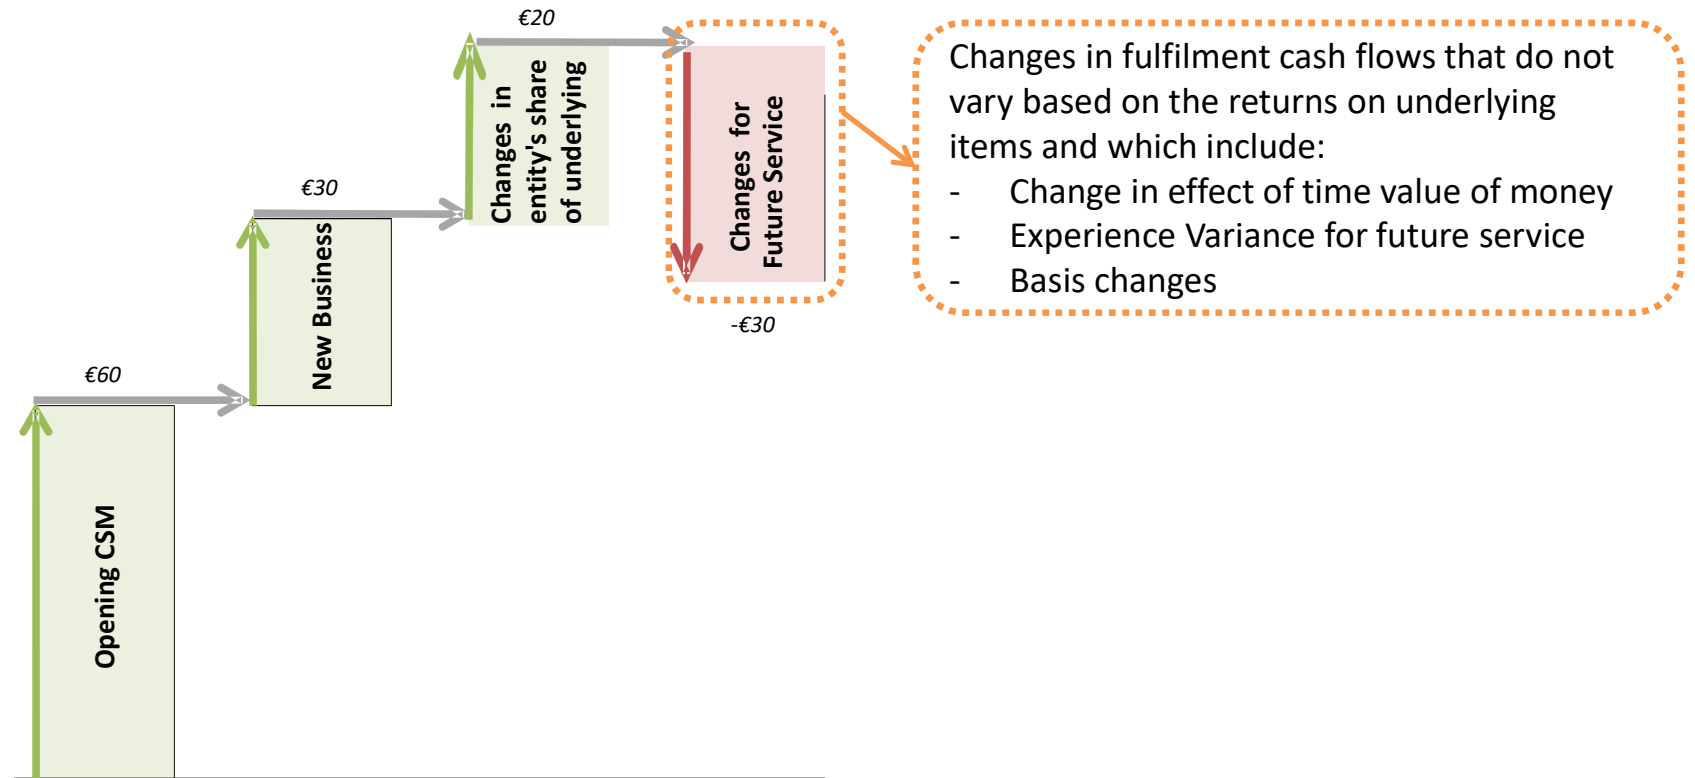 €20
€30
€60
-€30
Opening CSM
New Business
Changes in
entity's share
of underlying
Changes for
Future Service
Changes in fulfilment cash flows that do not
vary based on the returns on underlying
items and which include:
- Change in effect of time value of money
- Experience Variance for future service
- Basis changes